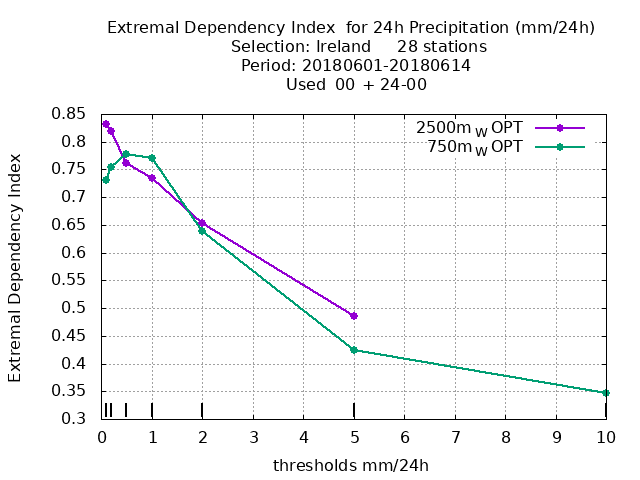 Extremal Dependency Index  for 24h Precipitation (mm/24h)
Selection: Ireland     28 stations
Period: 20180601-20180614
Used  00  + 24-00
2500m W OPT
750m W OPT
Extremal Dependency Index
0.85
0.8
0.75
0.7
0.65
0.6
0.55
0.5
0.45
0.4
0.35
0.3
0 1 2 3 4 5 6 7 8 9 10
thresholds mm/24h